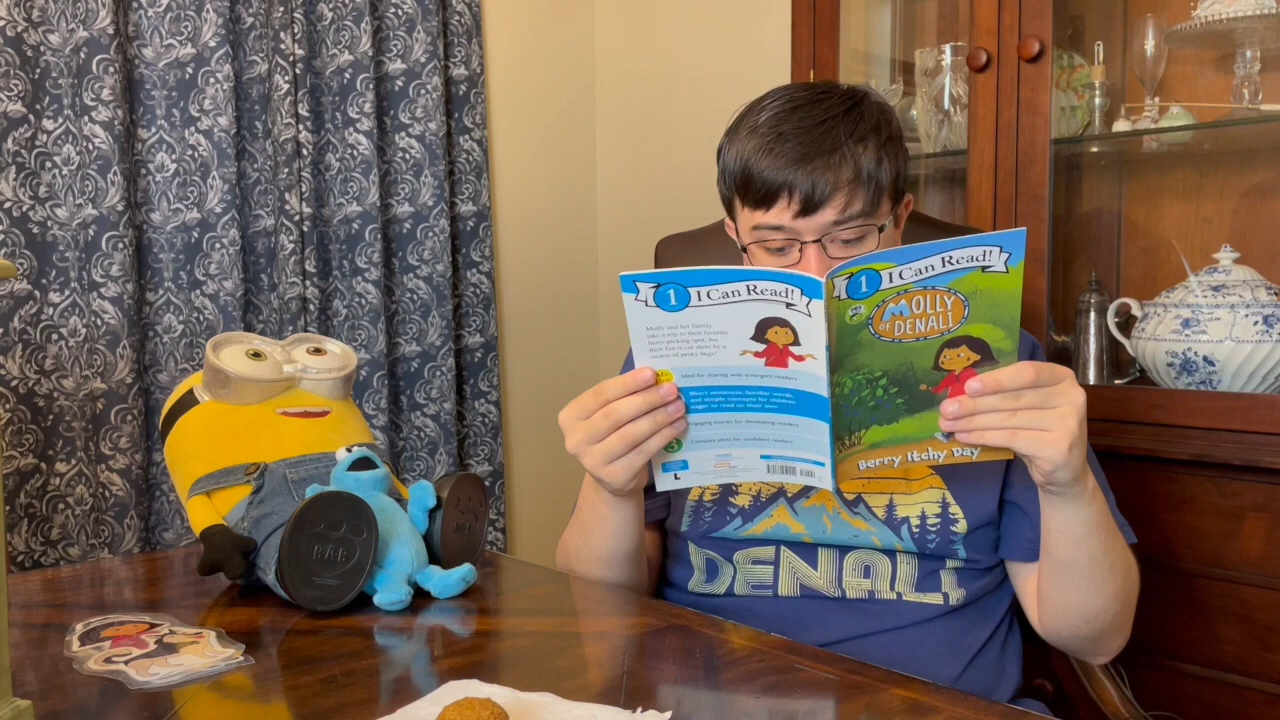 1 I Can Read!
Molly and her family
take a trip to their favorite
berry-picking spot, but
their fun is cut short by a
swarm of pesky bugs!
My
Ideal for sharing with emergent readers.
Short sentences, familiar words,
and simple concepts for children
eager to read on their own
Engaging stories for developing readers.
3
Complex plots for confident readers.
L
1 I Can Read!
PBS
MOLLY
OF DENALI
Berry Itchy Day
DENALI
BAB